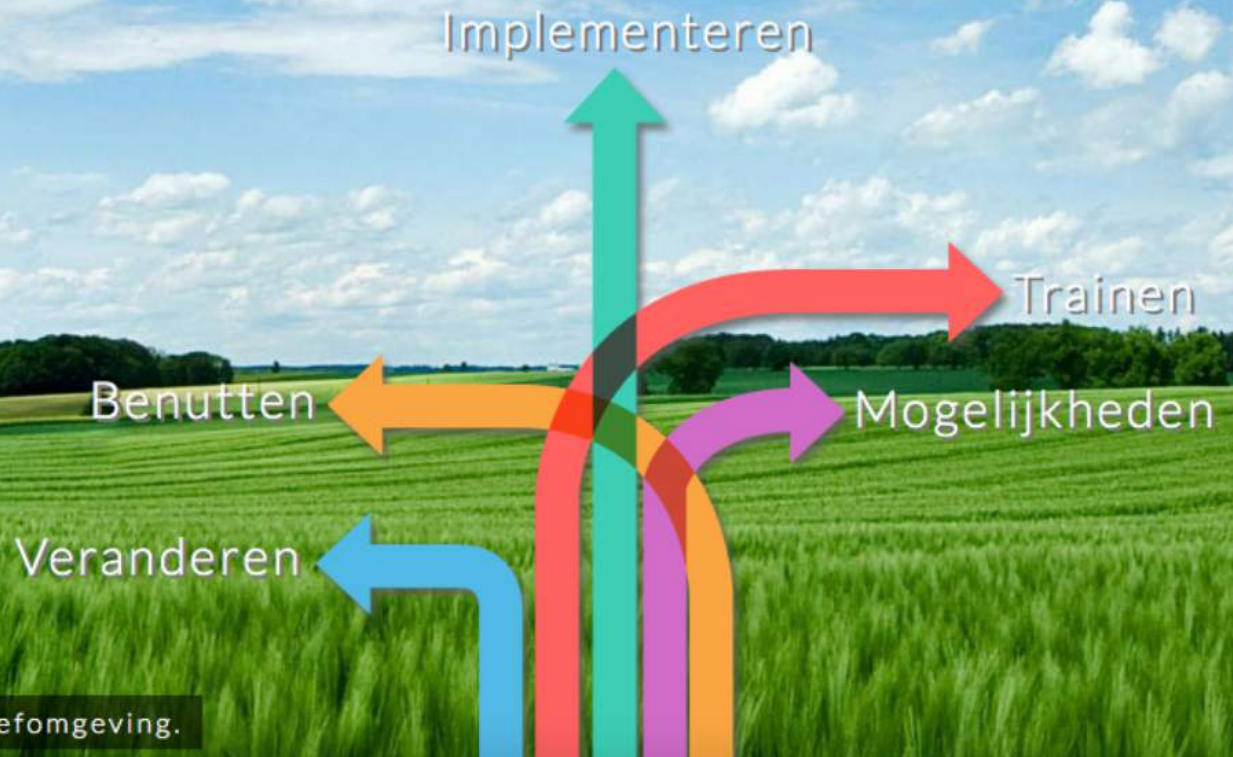 Implementeren
Trainen
Benutten
Mogelijkheden
Veranderen
efomgeving.